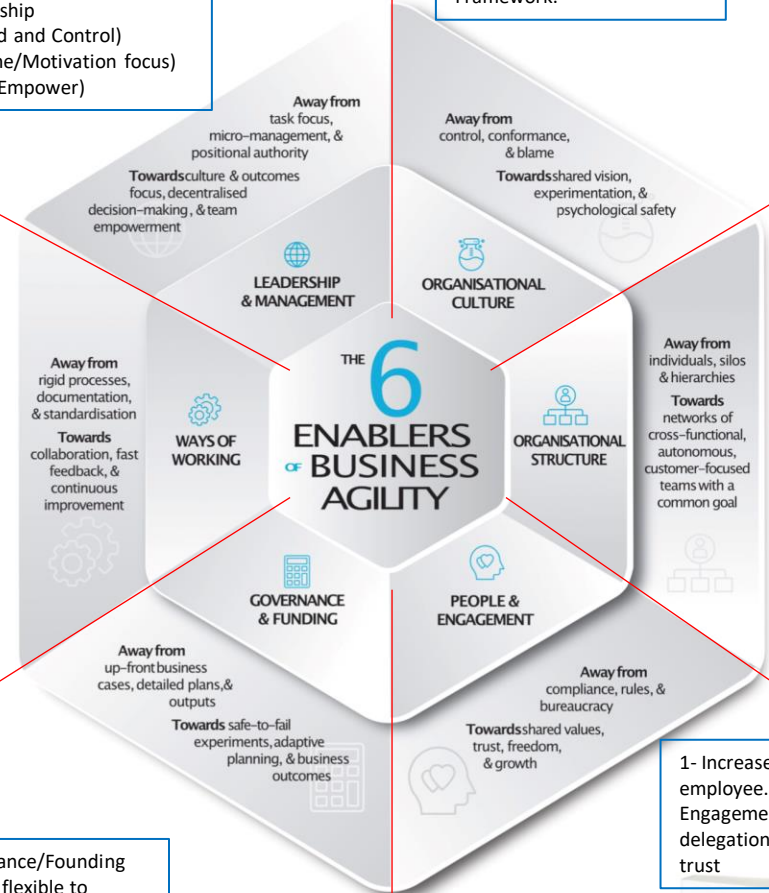 ship
d and Control)
ne/Motivation focus)
Empower)
Framework.
Away from
task focus,
micro-management, &
positional authority
Towardsculture & outcomes
focus, decentralised
decision-making, & team
empowerment
Away from
control, conformance,
& blame
Towardsshared vision,
experimentation, &
psychological safety
LEADERSHIP
& MANAGEMENT
ORGANISATIONAL
CULTURE
Away from
rigid processes,
documentation,
& standardisation
Towards
collaboration, fast
feedback, &
continuous
improvement
WAYS OF
WORKING
THE 6
ENABLERS
OF BUSINESS
AGILITY
ORGANISATIONAL
STRUCTURE
Away from
individuals, silos
& hierarchies
Towards
networks of
cross-functional,
autonomous,
customer-focused
teams with a
common goal
GOVERNANCE
& FUNDING
PEOPLE &
ENGAGEMENT
Away from
up-front business
cases, detailed plans,&
outputs
Towards safe-to-fail
experiments, adaptive
planning, & business
outcomes
Away from
compliance, rules, &
bureaucracy
Towardsshared values,
trust, freedom,
& growth
1- Increase
employee.
Engageme
delegation
trust
ance/Founding
flexible to